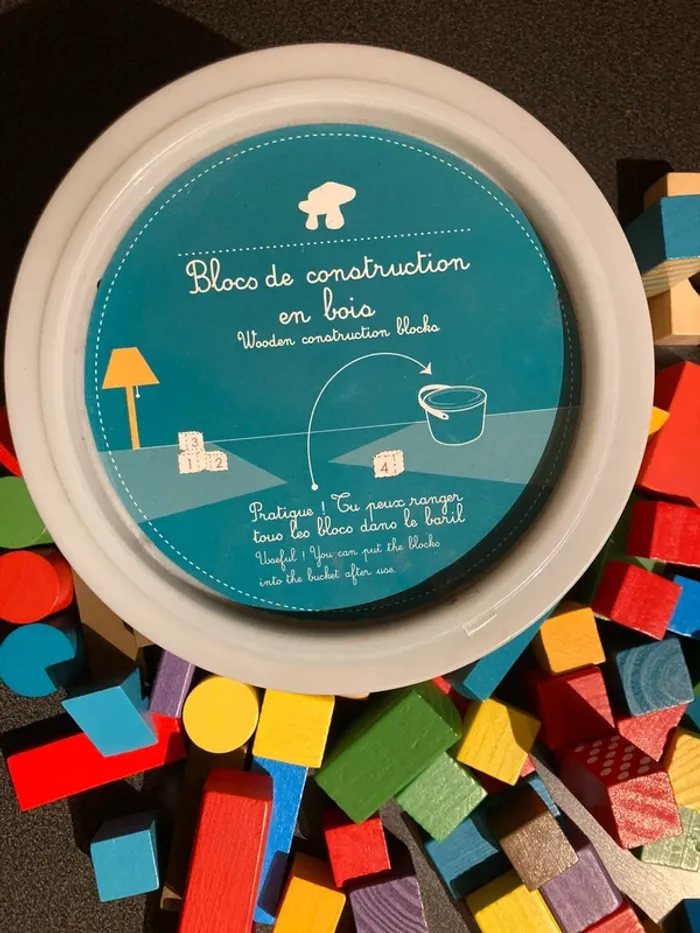 Blocs de construction
en bois
Wooden construction blocks
3
1 2
4
Pratique ! Tu peux ranger
tous les blocs dans le baril
Useful ! You can put the blocks
into the bucket after use.